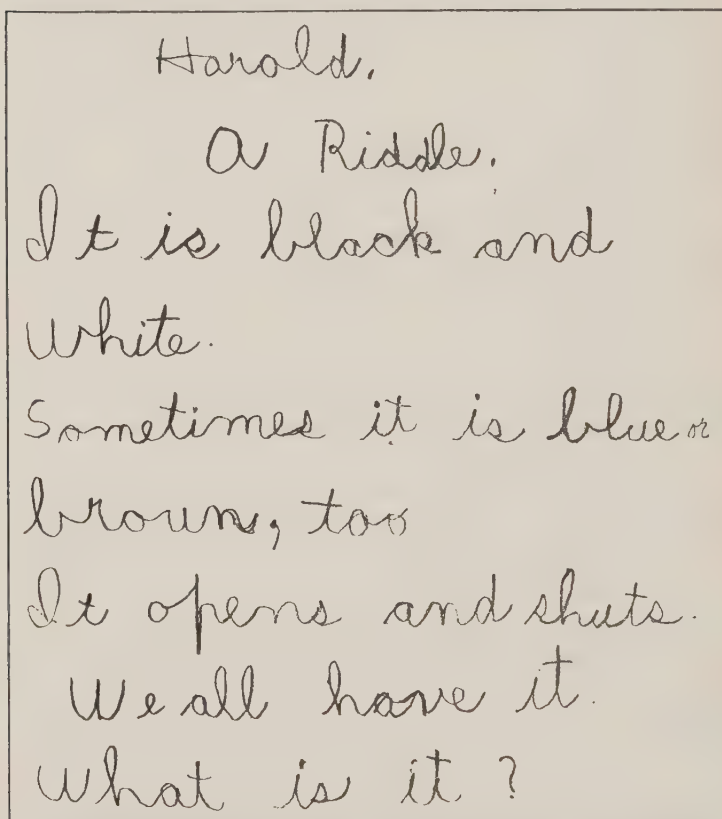 Harold.
A Riddle.
It is black and
white.
Sometimes it is blue or
broun, too
It opens and shuts.
We all have it.
What is it?